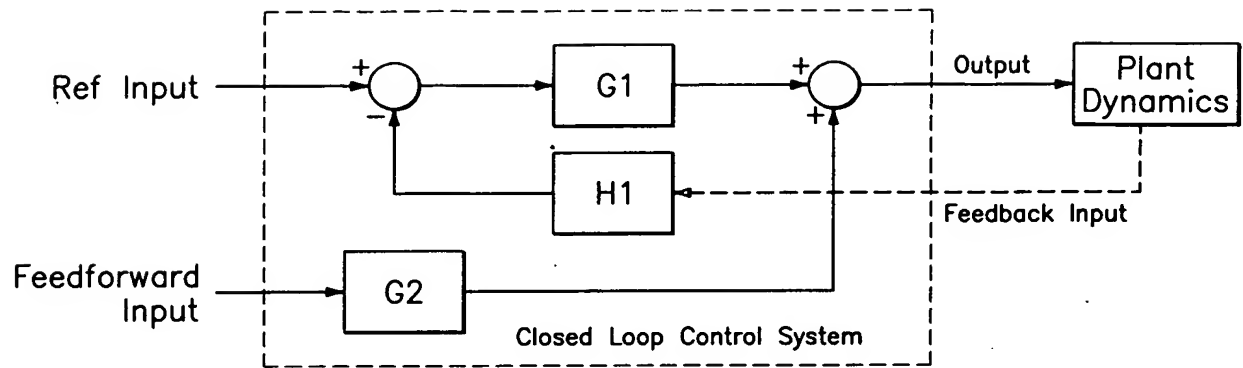 Ref Input
+
−
G1
+
+
Output
Plant
Dynamics
H1
Feedback Input
Feedforward
Input
G2
Closed Loop Control System